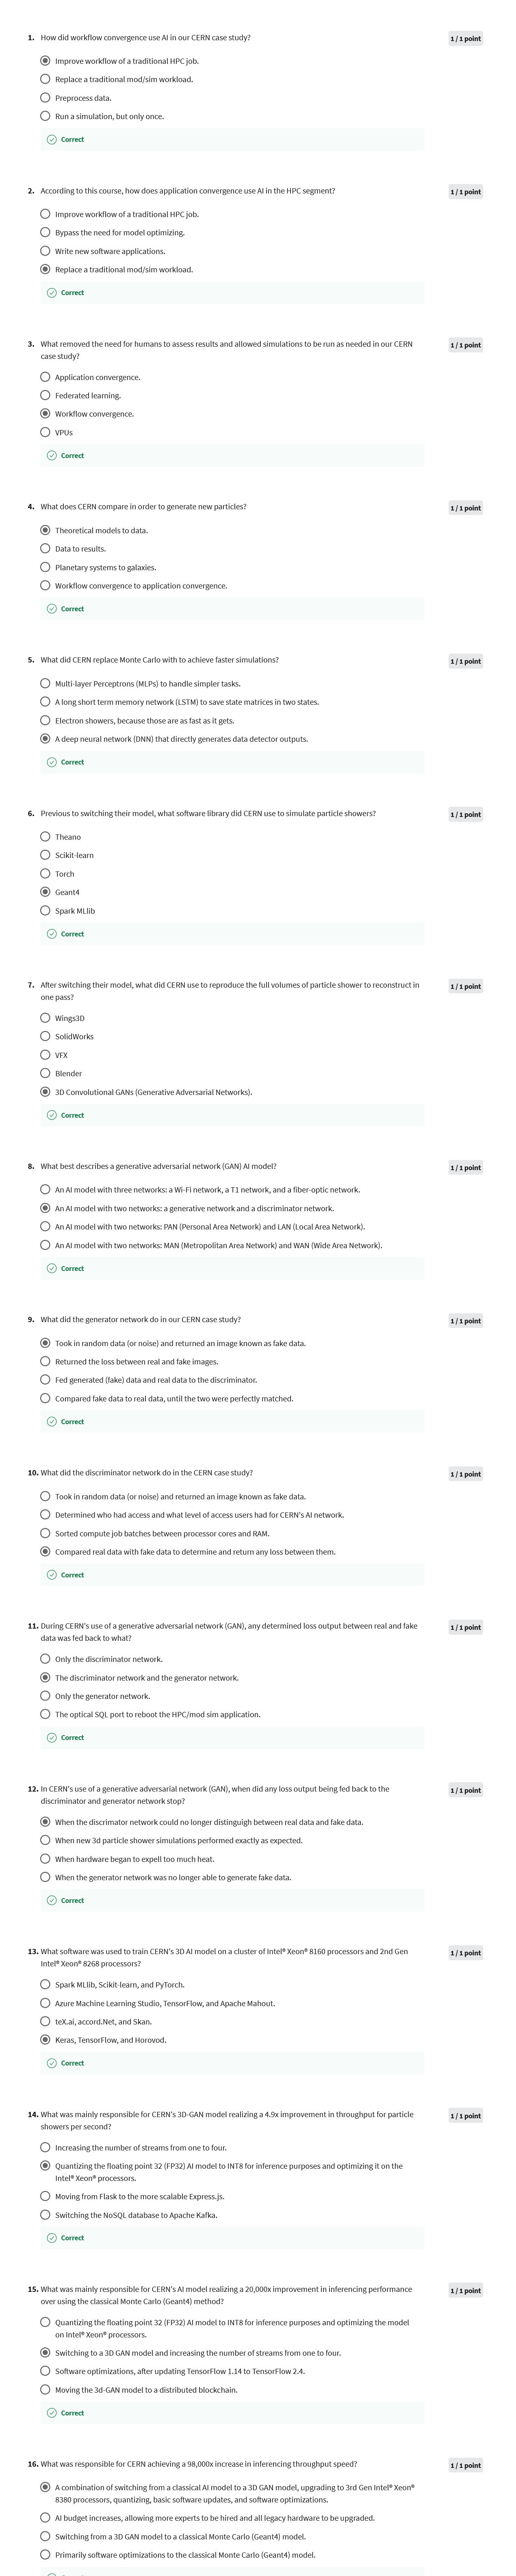 1. How did workflow convergence use AI in our CERN case study?
1 / 1 point
Improve workflow of a traditional HPC job.
Replace a traditional mod/sim workload.
Preprocess data.
Run a simulation, but only once.
Correct
2. According to this course, how does application convergence use AI in the HPC segment?
1 / 1 point
Improve workflow of a traditional HPC job.
Bypass the need for model optimizing.
Write new software applications.
Replace a traditional mod/sim workload.
Correct
3. What removed the need for humans to assess results and allowed simulations to be run as needed in our CERN
case study?
1 / 1 point
Application convergence.
Federated learning.
Workflow convergence.
VPUs
Correct
4. What does CERN compare in order to generate new particles?
1 / 1 point
Theoretical models to data.
Data to results.
Planetary systems to galaxies.
Workflow convergence to application convergence.
Correct
5. What did CERN replace Monte Carlo with to achieve faster simulations?
1 / 1 point
Multi-layer Perceptrons (MLPs) to handle simpler tasks.
A long short term memory network (LSTM) to save state matrices in two states.
Electron showers, because those are as fast as it gets.
A deep neural network (DNN) that directly generates data detector outputs.
Correct
6. Previous to switching their model, what software library did CERN use to simulate particle showers?
1 / 1 point
Theano
Scikit-learn
Torch
Geant4
Spark MLlib
Correct
7. After switching their model, what did CERN use to reproduce the full volumes of particle shower to reconstruct in
one pass?
1 / 1 point
Wings3D
SolidWorks
VFX
Blender
3D Convolutional GANs (Generative Adversarial Networks).
Correct
8. What best describes a generative adversarial network (GAN) AI model?
1 / 1 point
An AI model with three networks: a Wi-Fi network, a T1 network, and a fiber-optic network.
An AI model with two networks: a generative network and a discriminator network.
An AI model with two networks: PAN (Personal Area Network) and LAN (Local Area Network).
An AI model with two networks: MAN (Metropolitan Area Network) and WAN (Wide Area Network).
Correct
9. What did the generator network do in our CERN case study?
1 / 1 point
Took in random data (or noise) and returned an image known as fake data.
Returned the loss between real and fake images.
Fed generated (fake) data and real data to the discriminator.
Compared fake data to real data, until the two were perfectly matched.
Correct
10. What did the discriminator network do in the CERN case study?
1 / 1 point
Took in random data (or noise) and returned an image known as fake data.
Determined who had access and what level of access users had for CERN's AI network.
Sorted compute job batches between processor cores and RAM.
Compared real data with fake data to determine and return any loss between them.
Correct
11. During CERN's use of a generative adversarial network (GAN), any determined loss output between real and fake
data was fed back to what?
1 / 1 point
Only the discriminator network.
The discriminator network and the generator network.
Only the generator network.
The optical SQL port to reboot the HPC/mod sim application.
Correct
12. In CERN's use of a generative adversarial network (GAN), when did any loss output being fed back to the
discriminator and generator network stop?
1 / 1 point
When the discrimator network could no longer distinguigh between real data and fake data.
When new 3d particle shower simulations performed exactly as expected.
When hardware began to expell too much heat.
When the generator network was no longer able to generate fake data.
Correct
13. What software was used to train CERN's 3D AI model on a cluster of Intel® Xeon® 8160 processors and 2nd Gen
Intel® Xeon® 8268 processors?
1 / 1 point
Spark MLlib, Scikit-learn, and PyTorch.
Azure Machine Learning Studio, TensorFlow, and Apache Mahout.
teX.ai, accord.Net, and Skan.
Keras, TensorFlow, and Horovod.
Correct
14. What was mainly responsible for CERN's 3D-GAN model realizing a 4.9x improvement in throughput for particle
showers per second?
1 / 1 point
Increasing the number of streams from one to four.
Quantizing the floating point 32 (FP32) AI model to INT8 for inference purposes and optimizing it on the
Intel® Xeon® processors.
Moving from Flask to the more scalable Express.js.
Switching the NoSQL database to Apache Kafka.
Correct
15. What was mainly responsible for CERN's AI model realizing a 20,000x improvement in inferencing performance
over using the classical Monte Carlo (Geant4) method?
1 / 1 point
Quantizing the floating point 32 (FP32) AI model to INT8 for inference purposes and optimizing the model
on Intel® Xeon® processors.
Switching to a 3D GAN model and increasing the number of streams from one to four.
Software optimizations, after updating TensorFlow 1.14 to TensorFlow 2.4.
Moving the 3d-GAN model to a distributed blockchain.
Correct
16. What was responsible for CERN achieving a 98,000x increase in inferencing throughput speed?
1 / 1 point
A combination of switching from a classical AI model to a 3D GAN model, upgrading to 3rd Gen Intel® Xeon®
8380 processors, quantizing, basic software updates, and software optimizations.
AI budget increases, allowing more experts to be hired and all legacy hardware to be upgraded.
Switching from a 3D GAN model to a classical Monte Carlo (Geant4) model.
Primarily software optimizations to the classical Monte Carlo (Geant4) model.